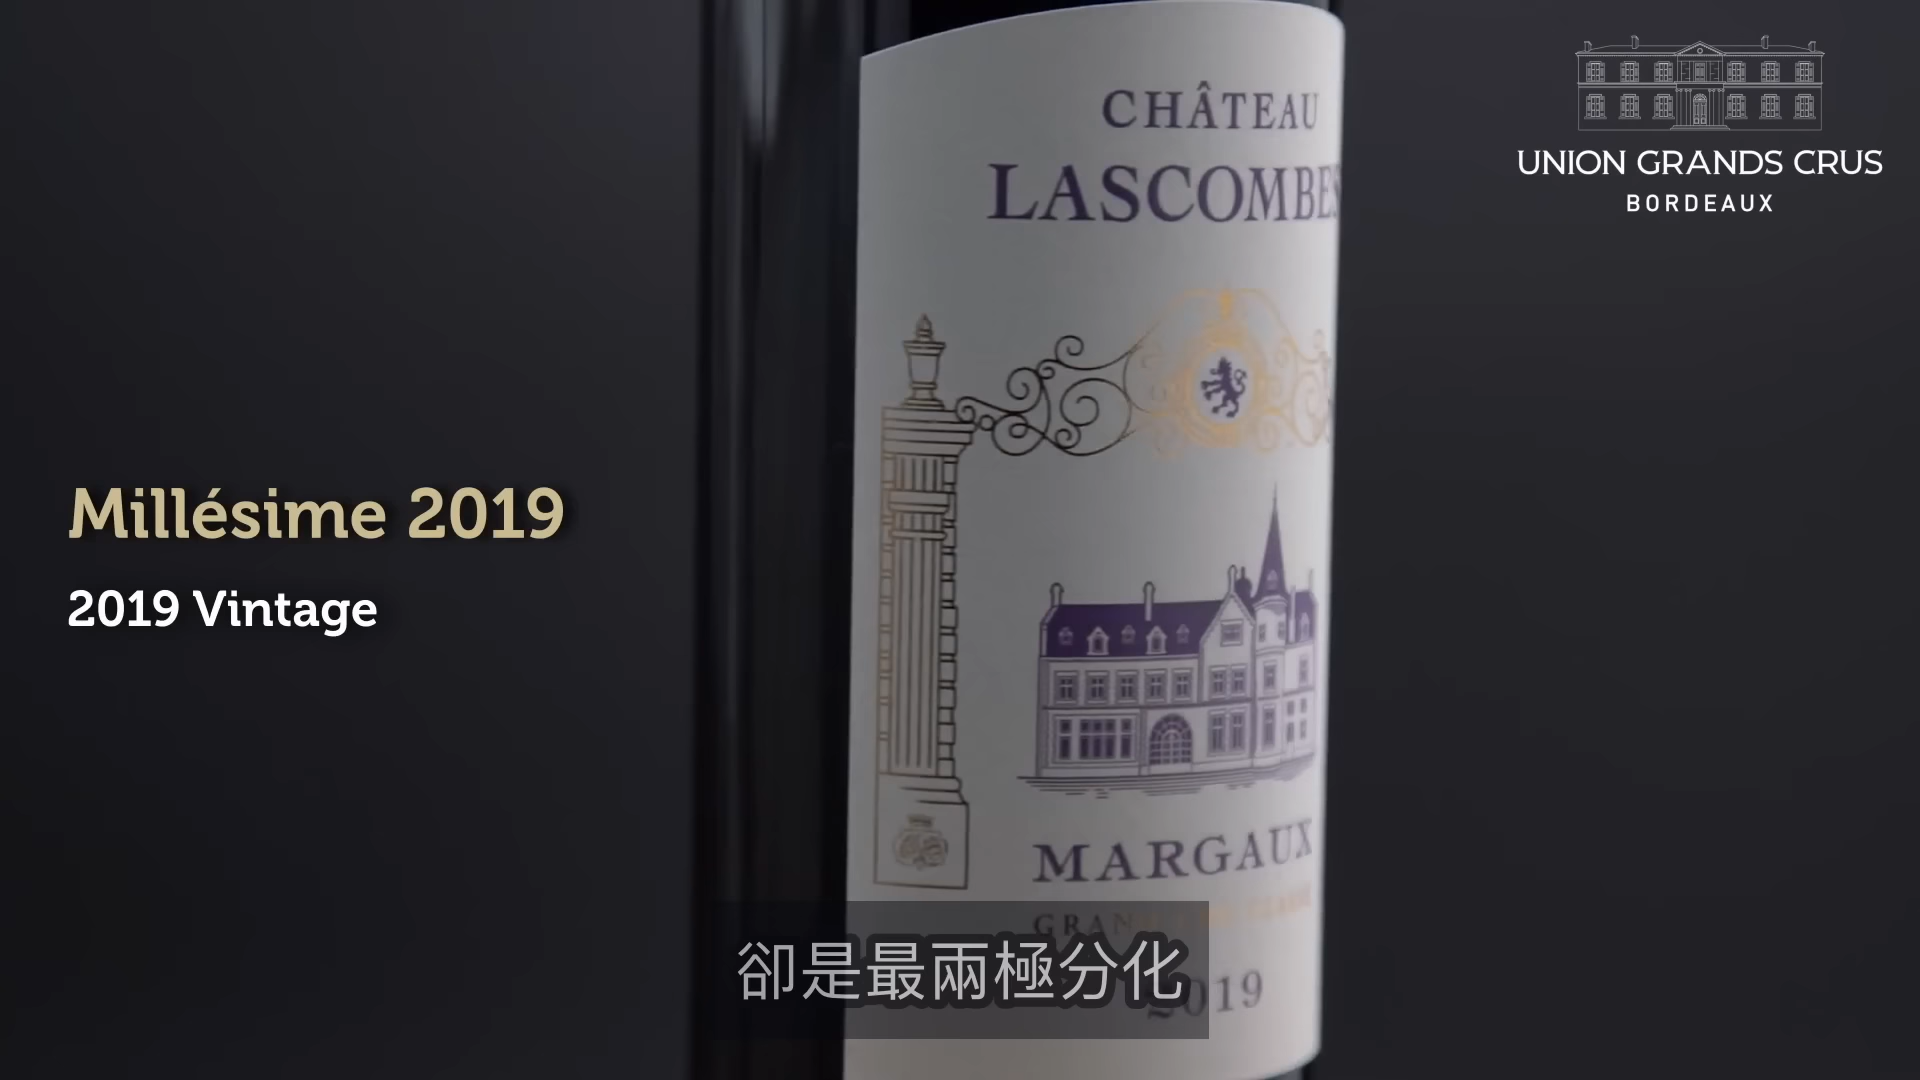 UNION GRANDS CRUS
BORDEAUX
CHÂTEAU
LASCOMBES
Millésime 2019
2019 Vintage
MARGAUX
GRAND
2019
卻是最兩極分化